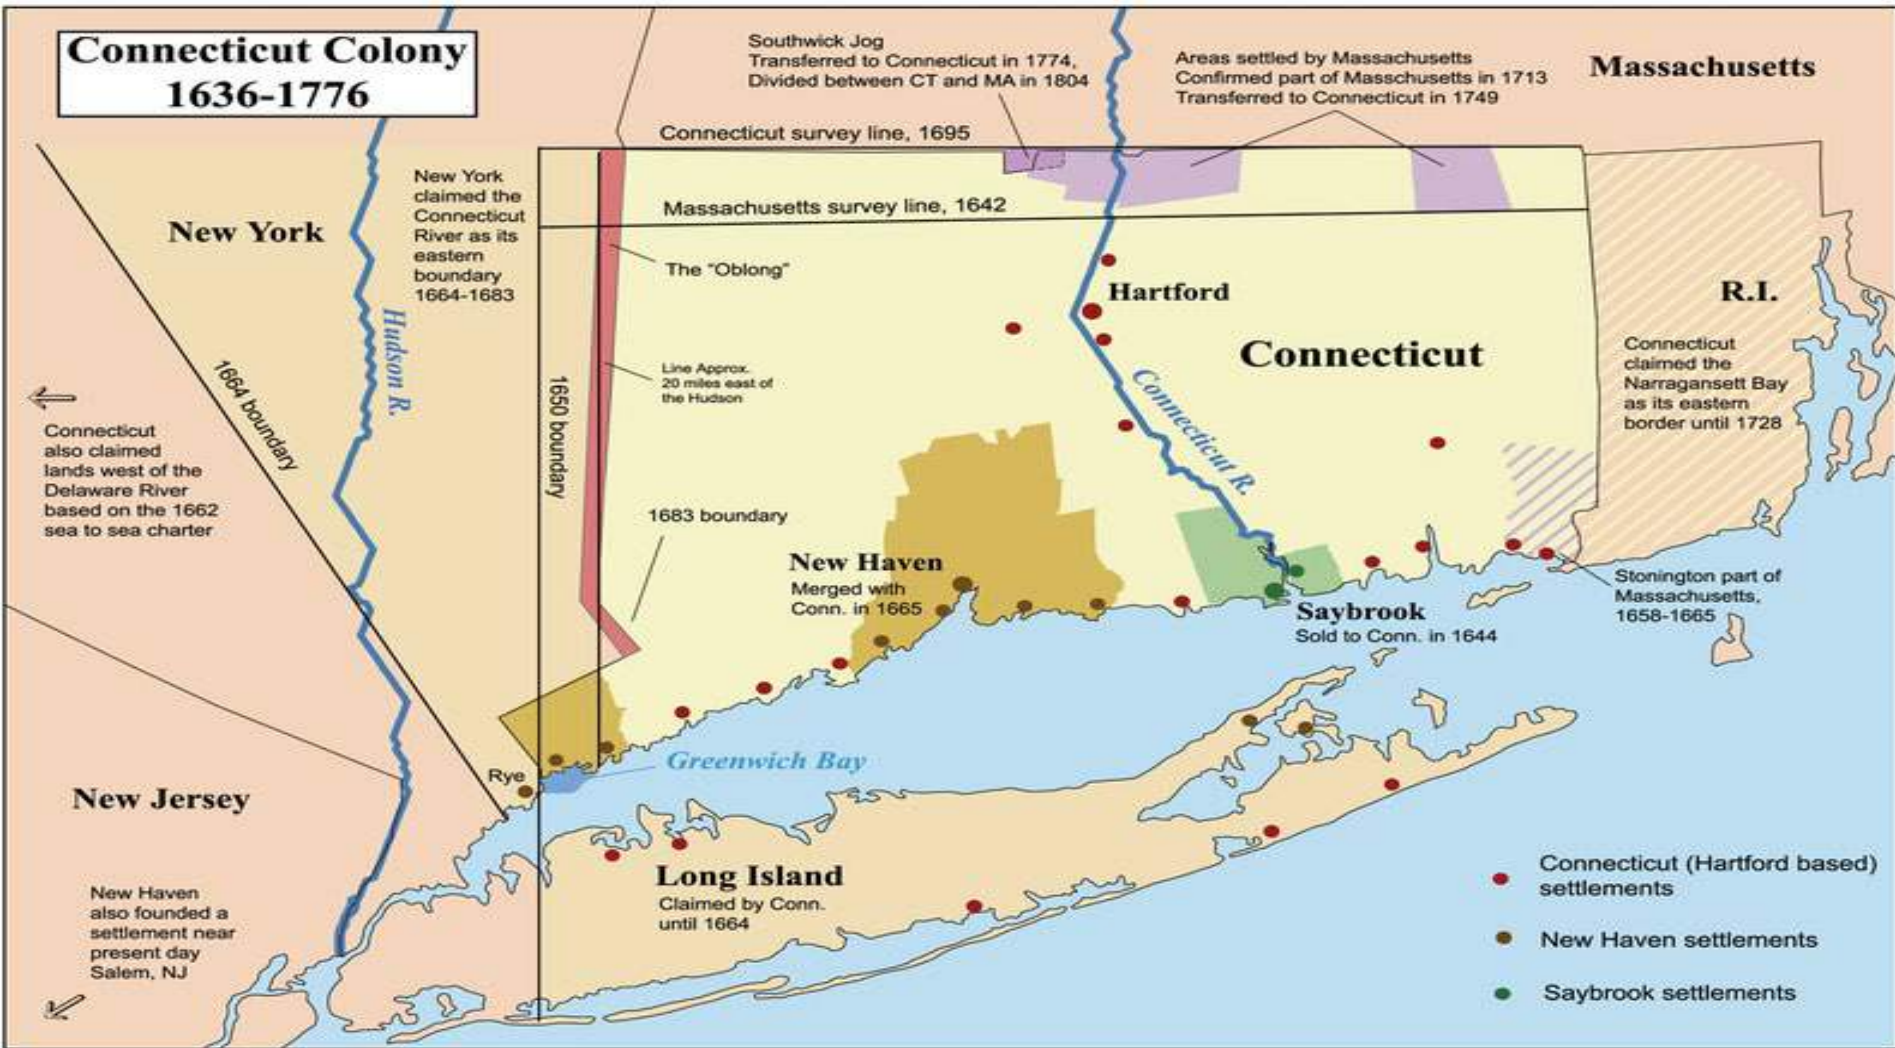 Connecticut Colony
1636-1776
Southwick Jog
Transferred to Connecticut in 1774,
Divided between CT and MA in 1804
Areas settled by Massachusetts
Confirmed part of Masschusetts in 1713
Transferred to Connecticut in 1749
Massachusetts
Connecticut survey line, 1695
New York
claimed the
Connecticut
River as its
eastern
boundary
1664-1683
New York
Massachusetts survey line, 1642
The "Oblong"
Hartford
R.I.
Hudson R.
Connecticut
Connecticut
claimed the
Narragansett Bay
as its eastern
border until 1728
Line Approx.
20 miles east of
the Hudson
1664 boundary
1650 boundary
Connecticut R.
Connecticut
also claimed
lands west of the
Delaware River
based on the 1662
sea to sea charter
1683 boundary
New Haven
Merged with
Conn. in 1665
Stonington part of
Massachusetts,
1658-1665
Saybrook
Sold to Conn. in 1644
Greenwich Bay
Rye
New Jersey
Long Island
Claimed by Conn.
until 1664
New Haven
also founded a
settlement near
present day
Salem, NJ
Connecticut (Hartford based)
settlements
New Haven settlements
Saybrook settlements